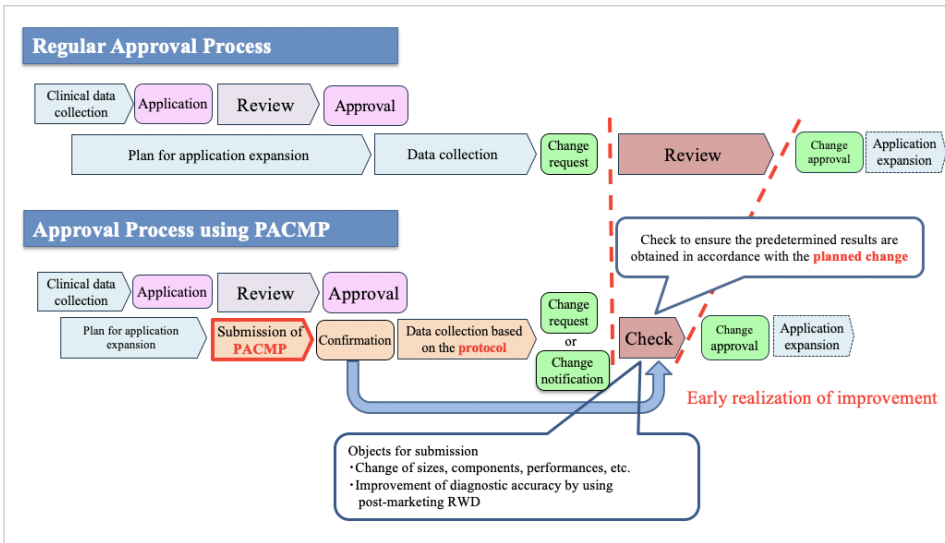 Regular Approval Process
Clinical data
collection
Application
Review
Approval
Plan for application expansion
Data collection
Change
request
Review
Change
approval
Application
expansion
Approval Process using PACMP
Check to ensure the predetermined results are
obtained in accordance with the planned change
Clinical data
collection
Application
Review
Approval
Plan for application
expansion
Submission of
PACMP
Confirmation
Data collection based
on the protocol
Change
request
or
Change
notification
Check
Change
approval
Application
expansion
Early realization of improvement
Objects for submission
・Change of sizes, components, performances, etc.
・Improvement of diagnostic accuracy by using
post-marketing RWD